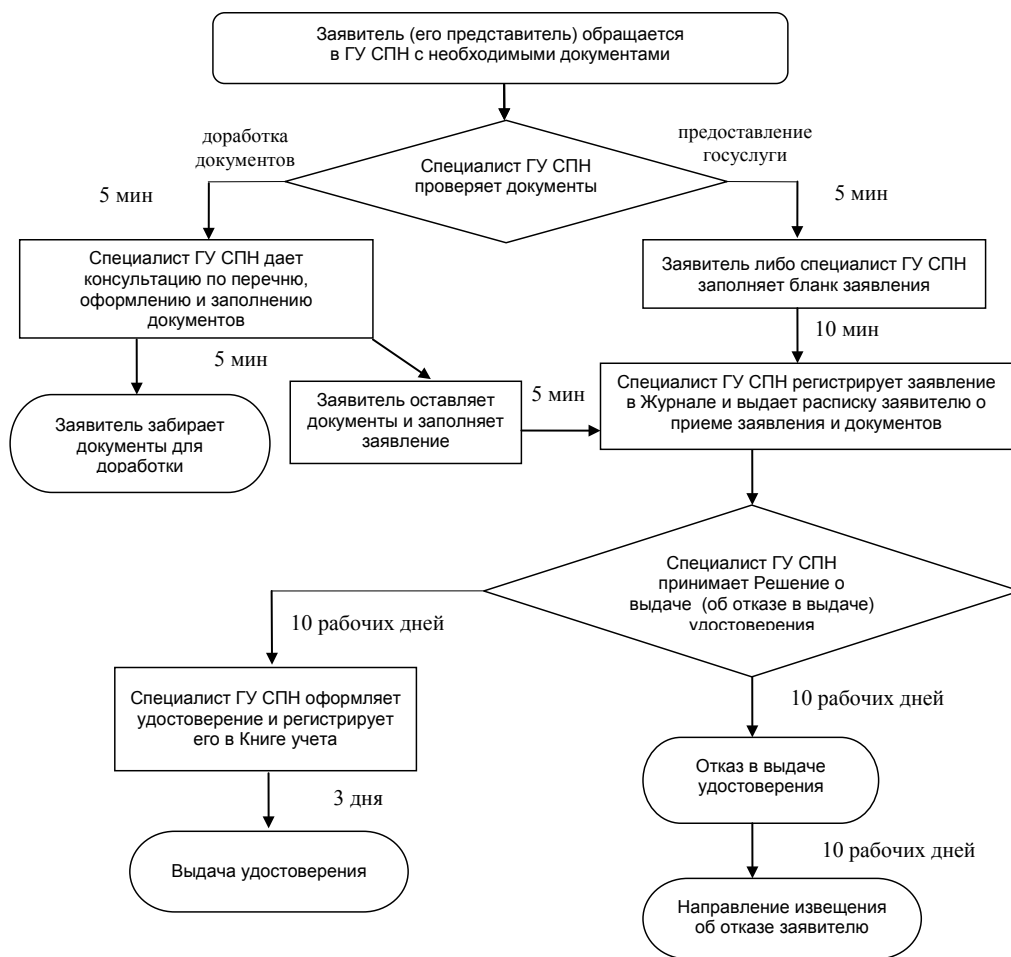 Заявитель (его представитель) обращается
в ГУ СПН с необходимыми документами
доработка
документов
предоставление
госуслуги
Специалист ГУ СПН
проверяет документы
5 мин
5 мин
Специалист ГУ СПН дает
консультацию по перечню,
оформлению и заполнению
документов
Заявитель либо специалист ГУ СПН
заполняет бланк заявления
10 мин
5 мин
Заявитель забирает
документы для
доработки
Заявитель оставляет
документы и заполняет
заявление
5 мин
Специалист ГУ СПН регистрирует заявление
в Журнале и выдает расписку заявителю о
приеме заявления и документов
Специалист ГУ СПН
принимает Решение о
выдаче (об отказе в выдаче)
удостоверения
10 рабочих дней
Специалист ГУ СПН оформляет
удостоверение и регистрирует
его в Книге учета
10 рабочих дней
Отказ в выдаче
удостоверения
3 дня
Выдача удостоверения
10 рабочих дней
Направление извещения
об отказе заявителю